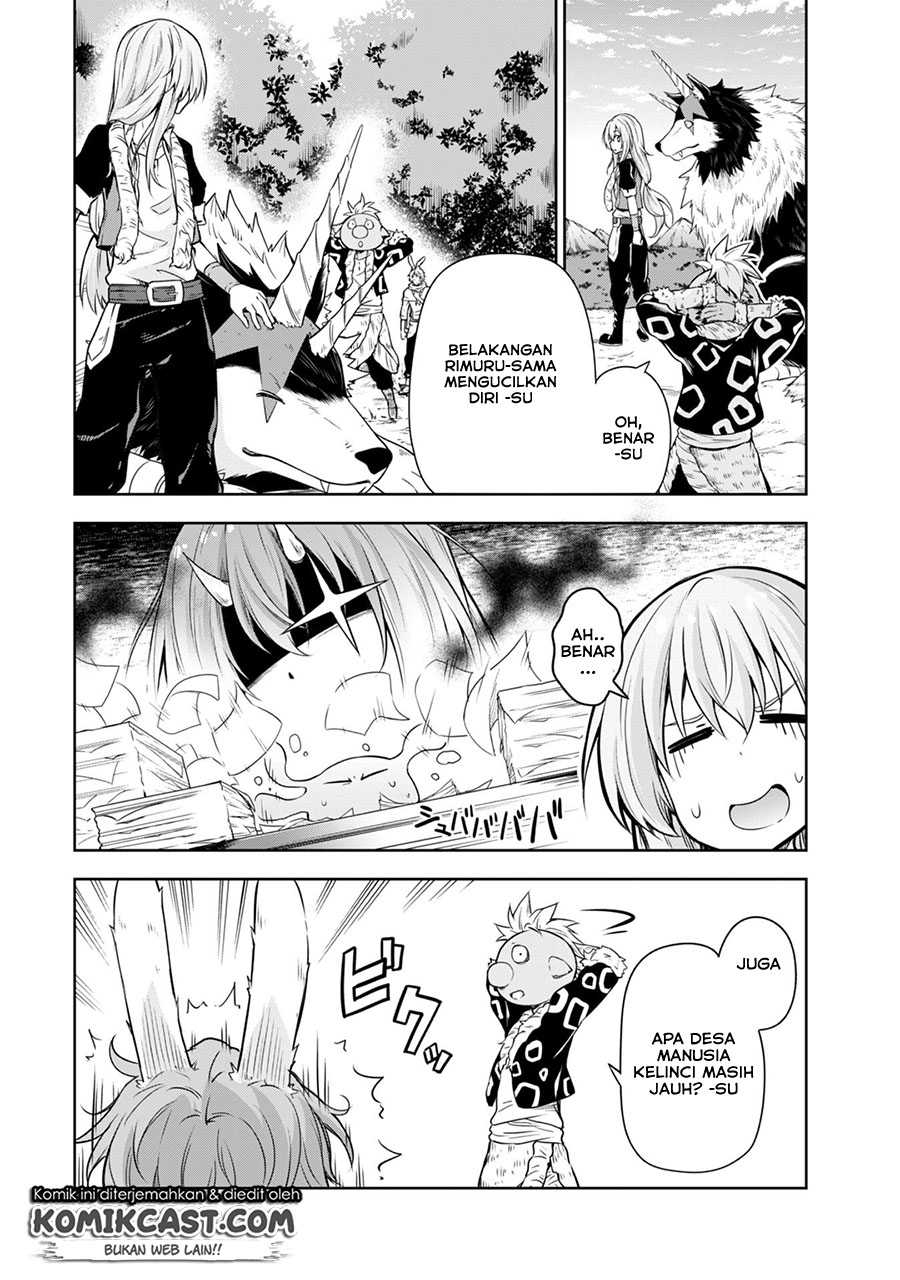 OH,
BENAR
-SU
BELAKANGAN
RIMURU-SAMA
MENGUCILKAN
DIRI -SU
AH..
BENAR
...
シュバババババ
JUGA
APA DESA
MANUSIA
KELINCI MASIH
JAUH? -SU
ビクッ
Komik ini diterjemahkan & diedit oleh
KOMIKCAST.COM
BUKAN WEB LAIN!!